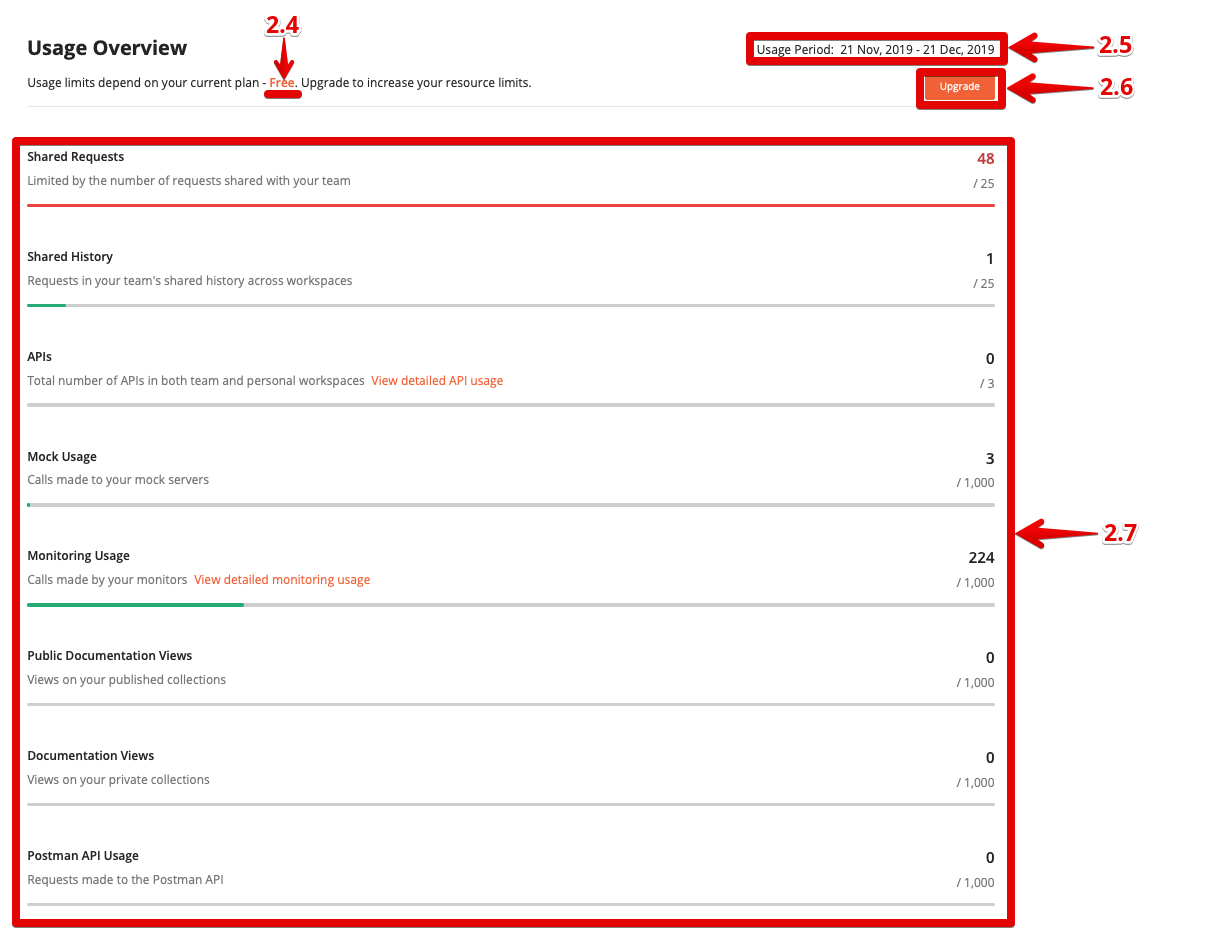 2.4
Usage Overview
Usage Period: 21 Nov, 2019 - 21 Dec, 2019
2.5
Usage limits depend on your current plan - Free. Upgrade to increase your resource limits.
Upgrade
2.6
Shared Requests
48
Limited by the number of requests shared with your team
/ 25
Shared History
1
Requests in your team's shared history across workspaces
/ 25
APIs
0
Total number of APIs in both team and personal workspaces View detailed API usage
/ 3
Mock Usage
3
Calls made to your mock servers
/ 1,000
2.7
Monitoring Usage
224
Calls made by your monitors View detailed monitoring usage
/ 1,000
Public Documentation Views
0
Views on your published collections
/ 1,000
Documentation Views
0
Views on your private collections
/ 1,000
Postman API Usage
0
Requests made to the Postman API
/ 1,000